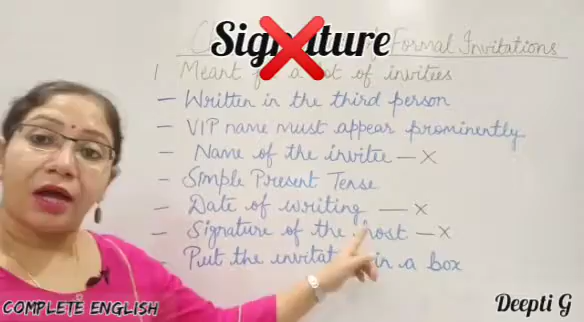 Signature
Formal Invitations
1 Meant for a lot of invitees
— Written in the third person
— VIP name must appear prominently
— Name of the invitee — X
— Simple Present Tense
— Date of writing — X
— Signature of the host — X
— Put the invitation in a box
COMPLETE ENGLISH
Deepti G